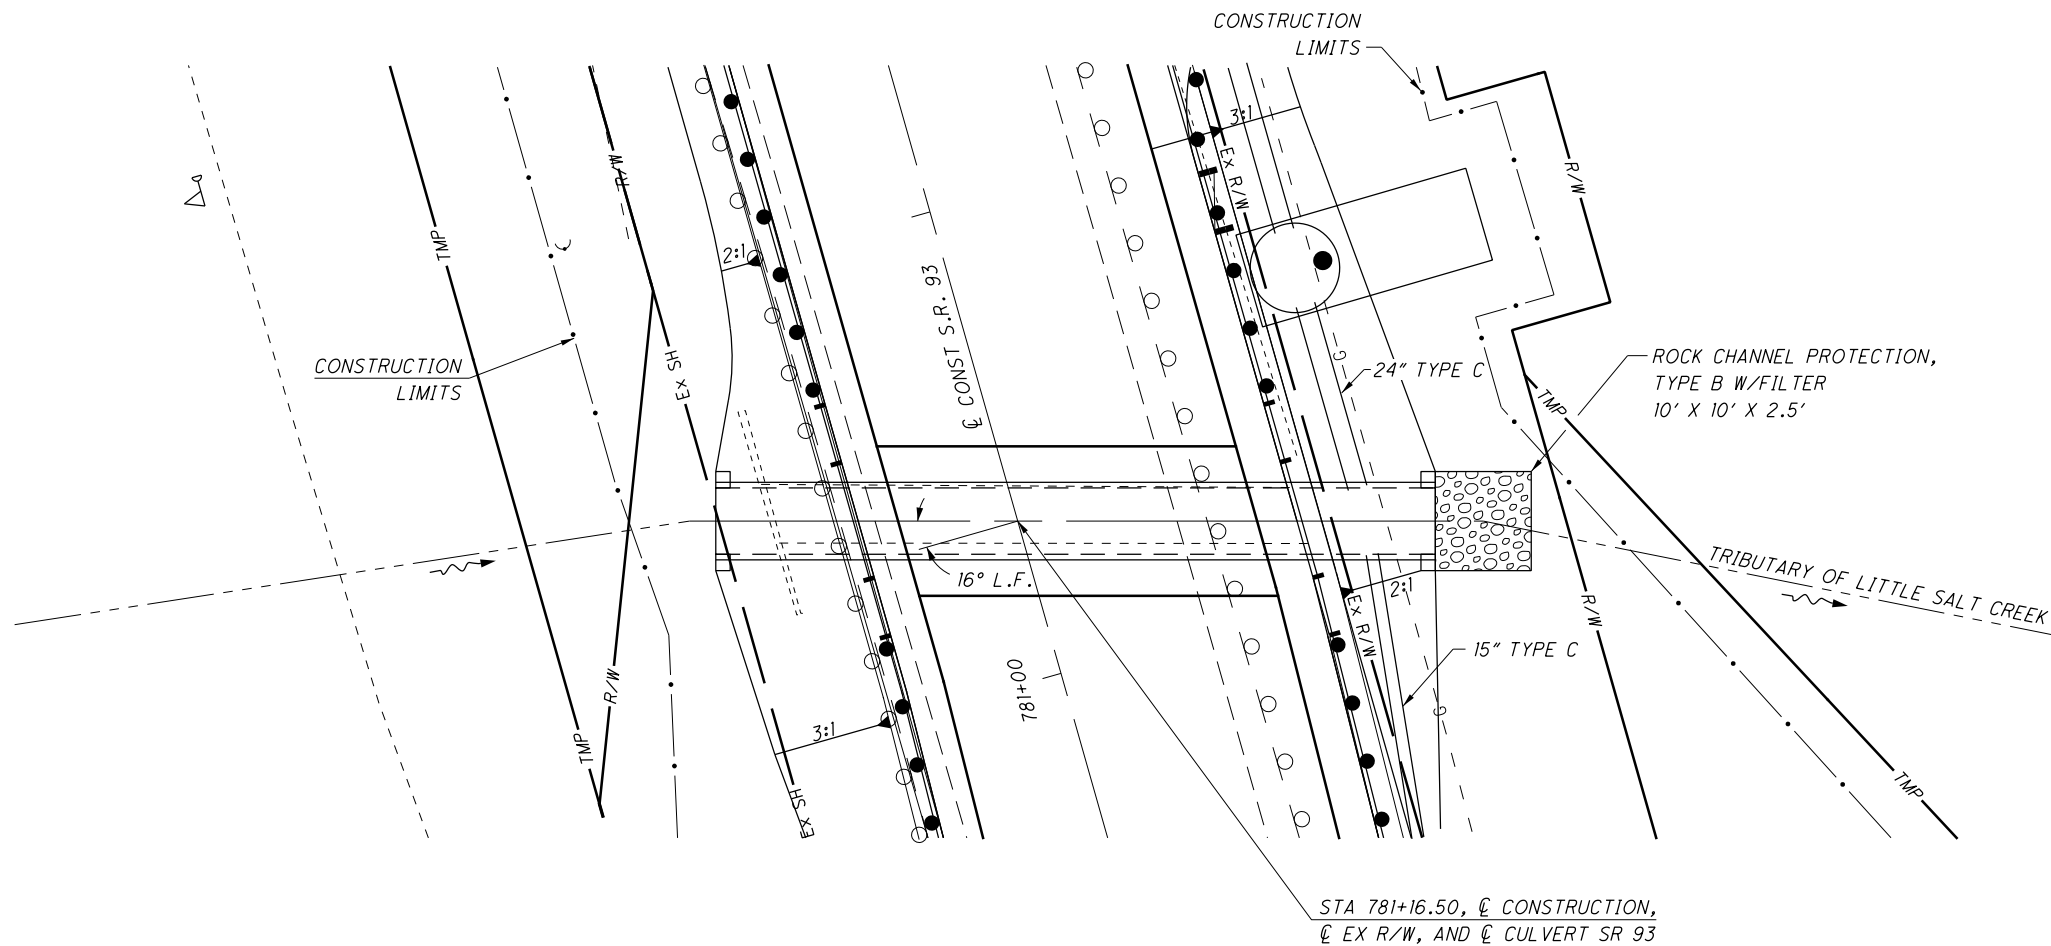 CONSTRUCTION
LIMITS
3:1
R/W
Ex R/W
R/W
TMP
2:1
℄ CONST S.R. 93
CONSTRUCTION
LIMITS
Ex SH
G
24" TYPE C
ROCK CHANNEL PROTECTION,
TYPE B W/FILTER
10' X 10' X 2.5'
TMP
16° L.F.
2:1
TRIBUTARY OF LITTLE SALT CREEK
Ex R/W
R/W
15" TYPE C
R/W
781+00
G
3:1
TMP
TMP
Ex SH
STA 781+16.50, ℄ CONSTRUCTION,
℄ EX R/W, AND ℄ CULVERT SR 93